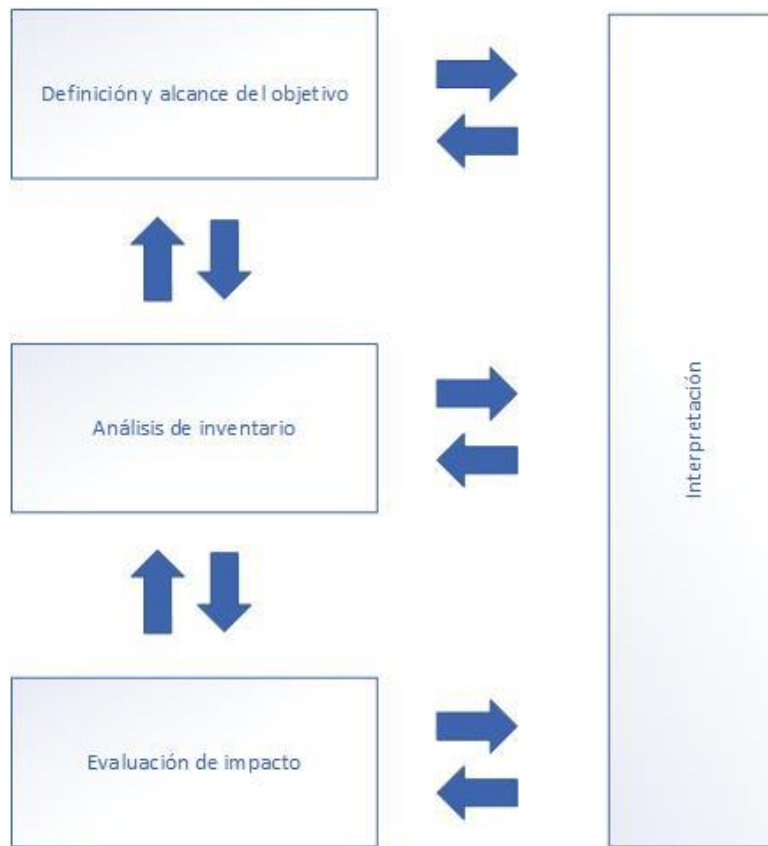 Definición y alcance del objetivo
Análisis de inventario
Evaluación de impacto
Interpretación